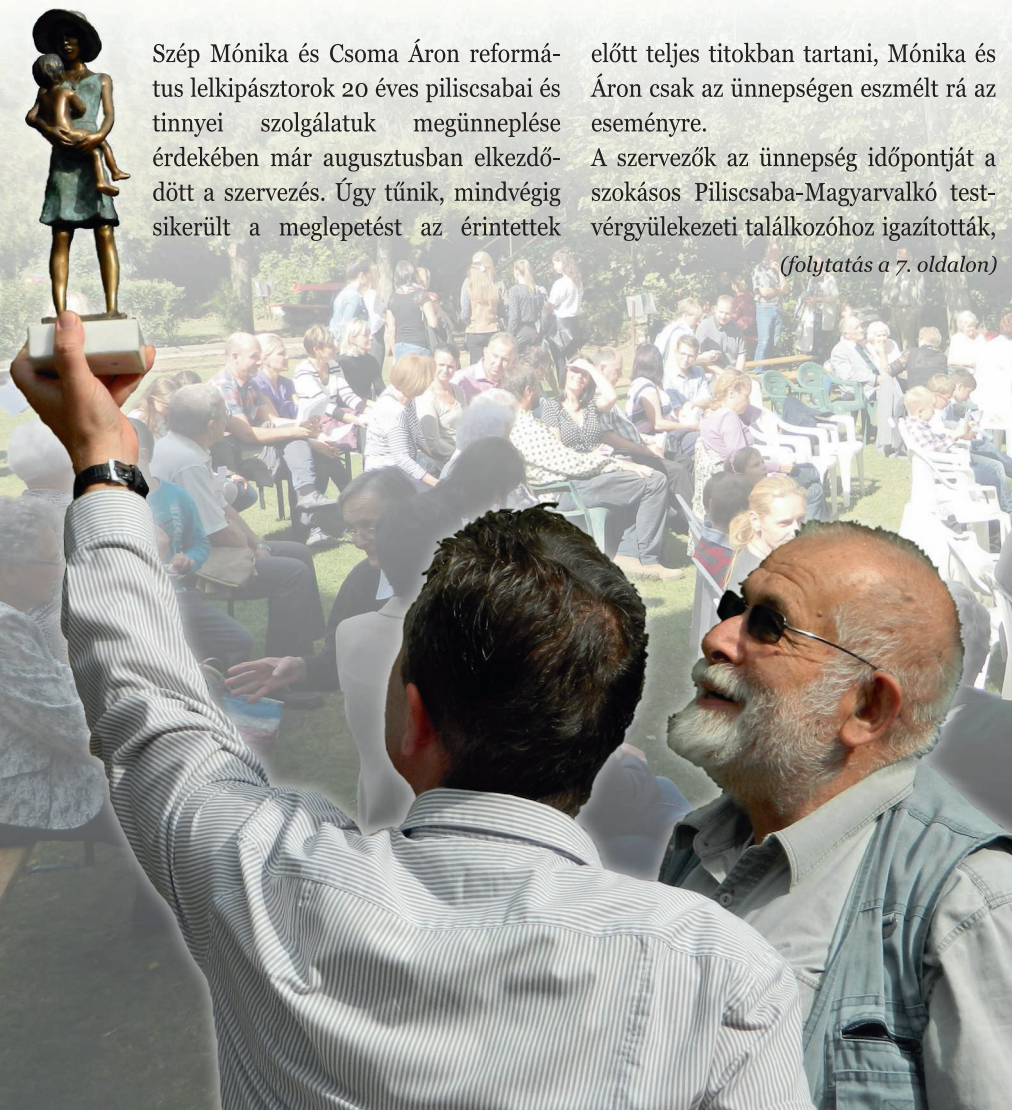 Szép Mónika és Csoma Áron reformá-
tus lelkipásztorok 20 éves piliscsabai és
tinnyei szolgálatuk megünneplése
érdekében már augusztusban elkezdő-
dött a szervezés. Úgy tűnik, mindvégig
sikerült a meglepetést az érintettek
előtt teljes titokban tartani, Mónika és
Áron csak az ünnepségen eszmélt rá az
eseményre.
A szervezők az ünnepség időpontját a
szokásos Piliscsaba-Magyarvalkó test-
vérgyülekezeti találkozóhoz igazították,
(folytatás a 7. oldalon)